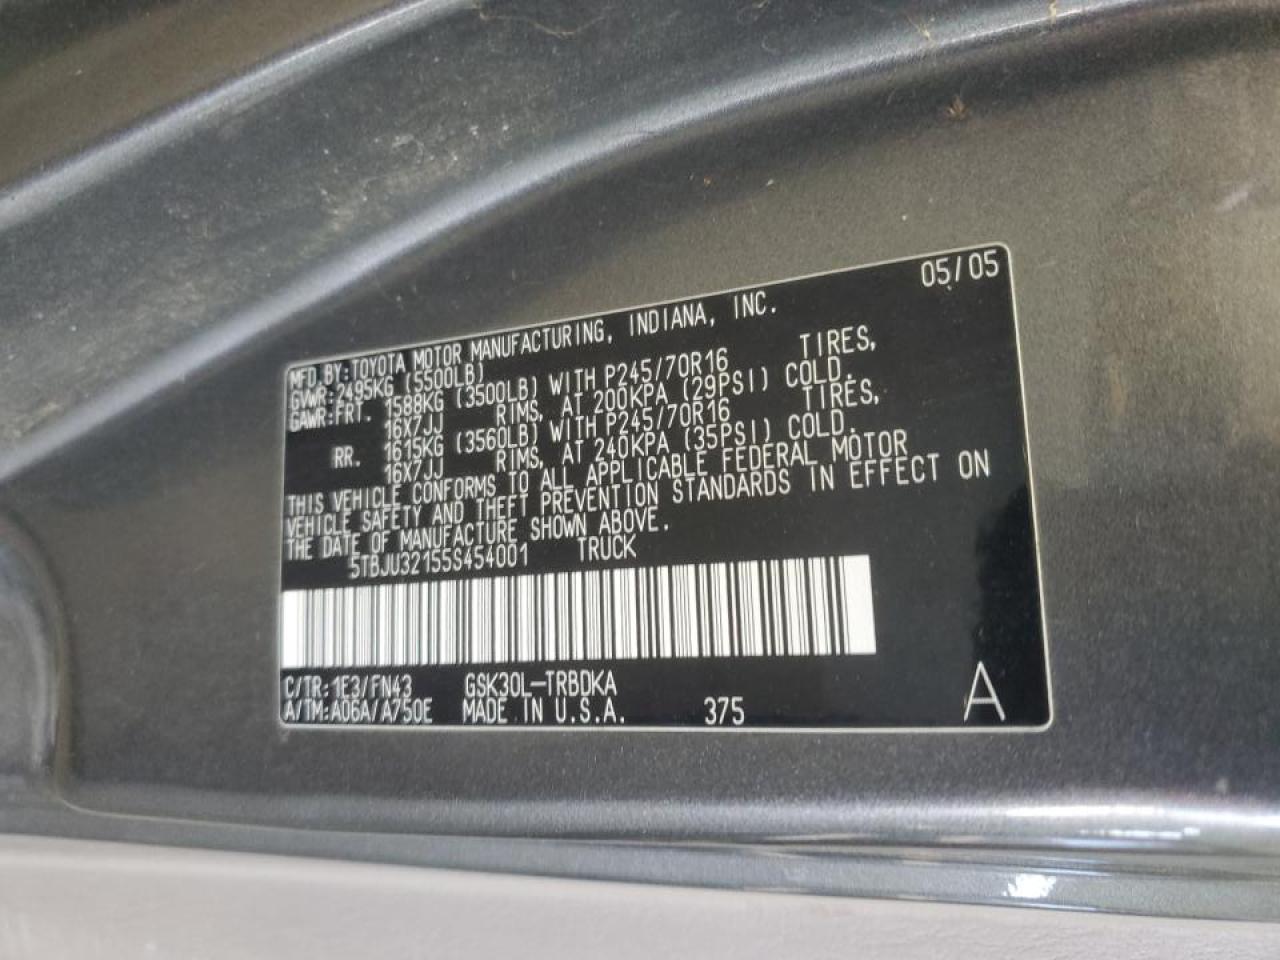 05/05
MFD.BY:TOYOTA MOTOR MANUFACTURING, INDIANA, INC.
GVWR:2495KG (5500LB)
GAWR:FRT. 1588KG (3500LB) WITH P245/70R16 TIRES,
16X7JJ RIMS, AT 200KPA (29PSI) COLD.
RR. 1615KG (3560LB) WITH P245/70R16 TIRES,
16X7JJ RIMS, AT 240KPA (35PSI) COLD.
THIS VEHICLE CONFORMS TO ALL APPLICABLE FEDERAL MOTOR
VEHICLE SAFETY AND THEFT PREVENTION STANDARDS IN EFFECT ON
THE DATE OF MANUFACTURE SHOWN ABOVE.
5TBJU32155S454001 TRUCK
C/TR:1E3/FN43 GSK30L-TRBDKA
A/TM:A06A/A750E MADE IN U.S.A. 375 A